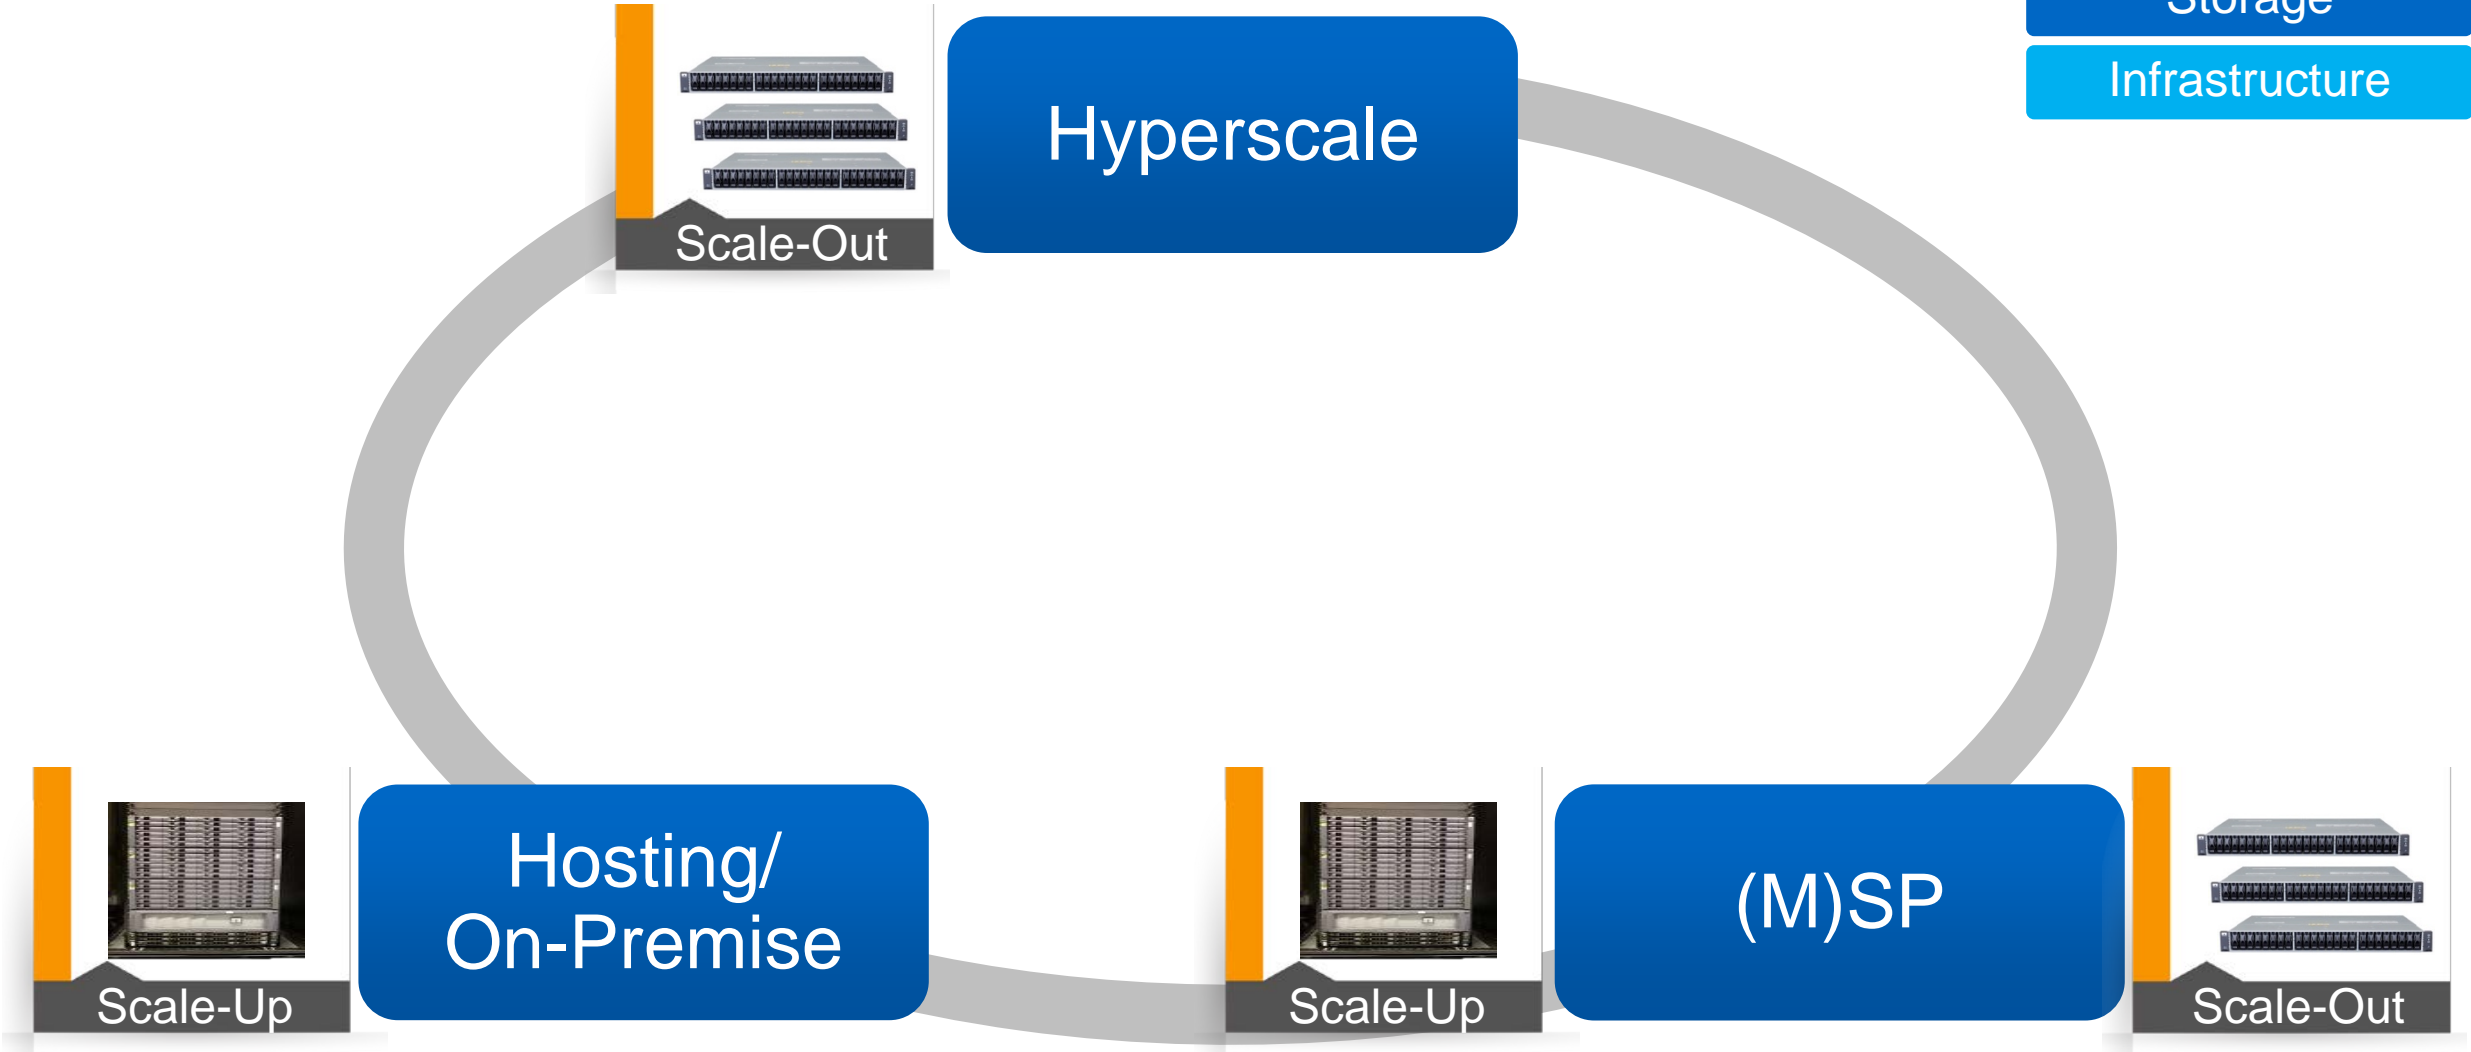 Storage
Infrastructure
Hyperscale
Scale-Out
Hosting/
On-Premise
Scale-Up
(M)SP
Scale-Up
Scale-Out